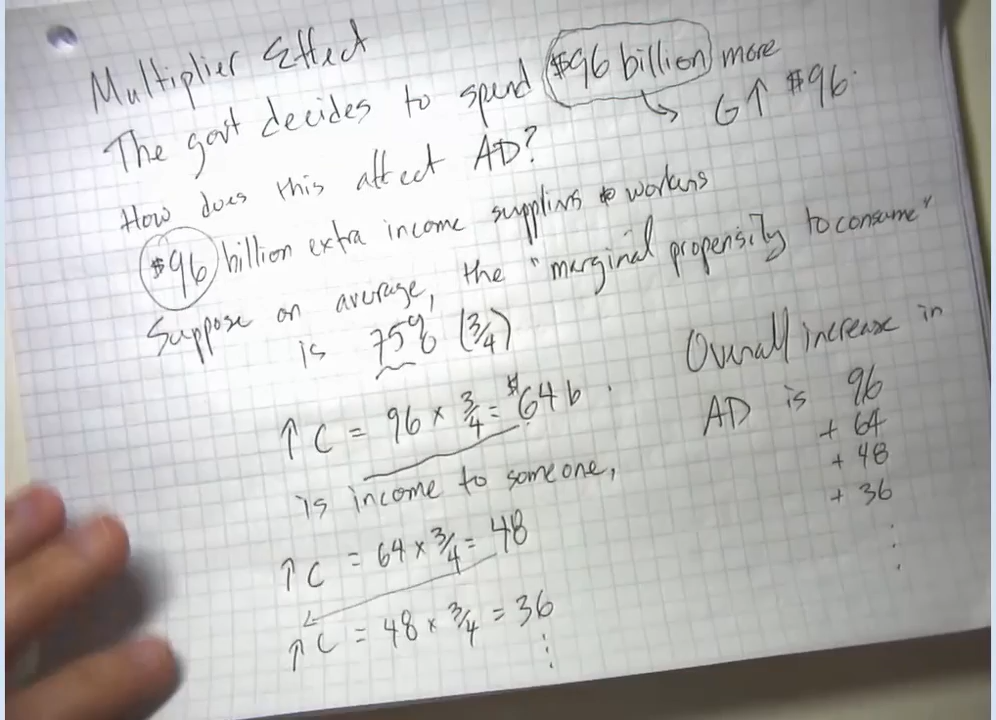 Multiplier Effect
The govt decides to spend $96 billion more
→ G↑ $96.
How does this affect AD?
$96 billion extra income suppliers & workers
Suppose on average, the "marginal propensity to consume"
is 75% (3/4)
↑ C = 96 × 3/4 = $64 b.
is income to someone,
↑ C = 64 × 3/4 = 48
↑ C = 48 × 3/4 = 36
⋮
Overall increase in
AD is 96
+ 64
+ 48
+ 36
⋮